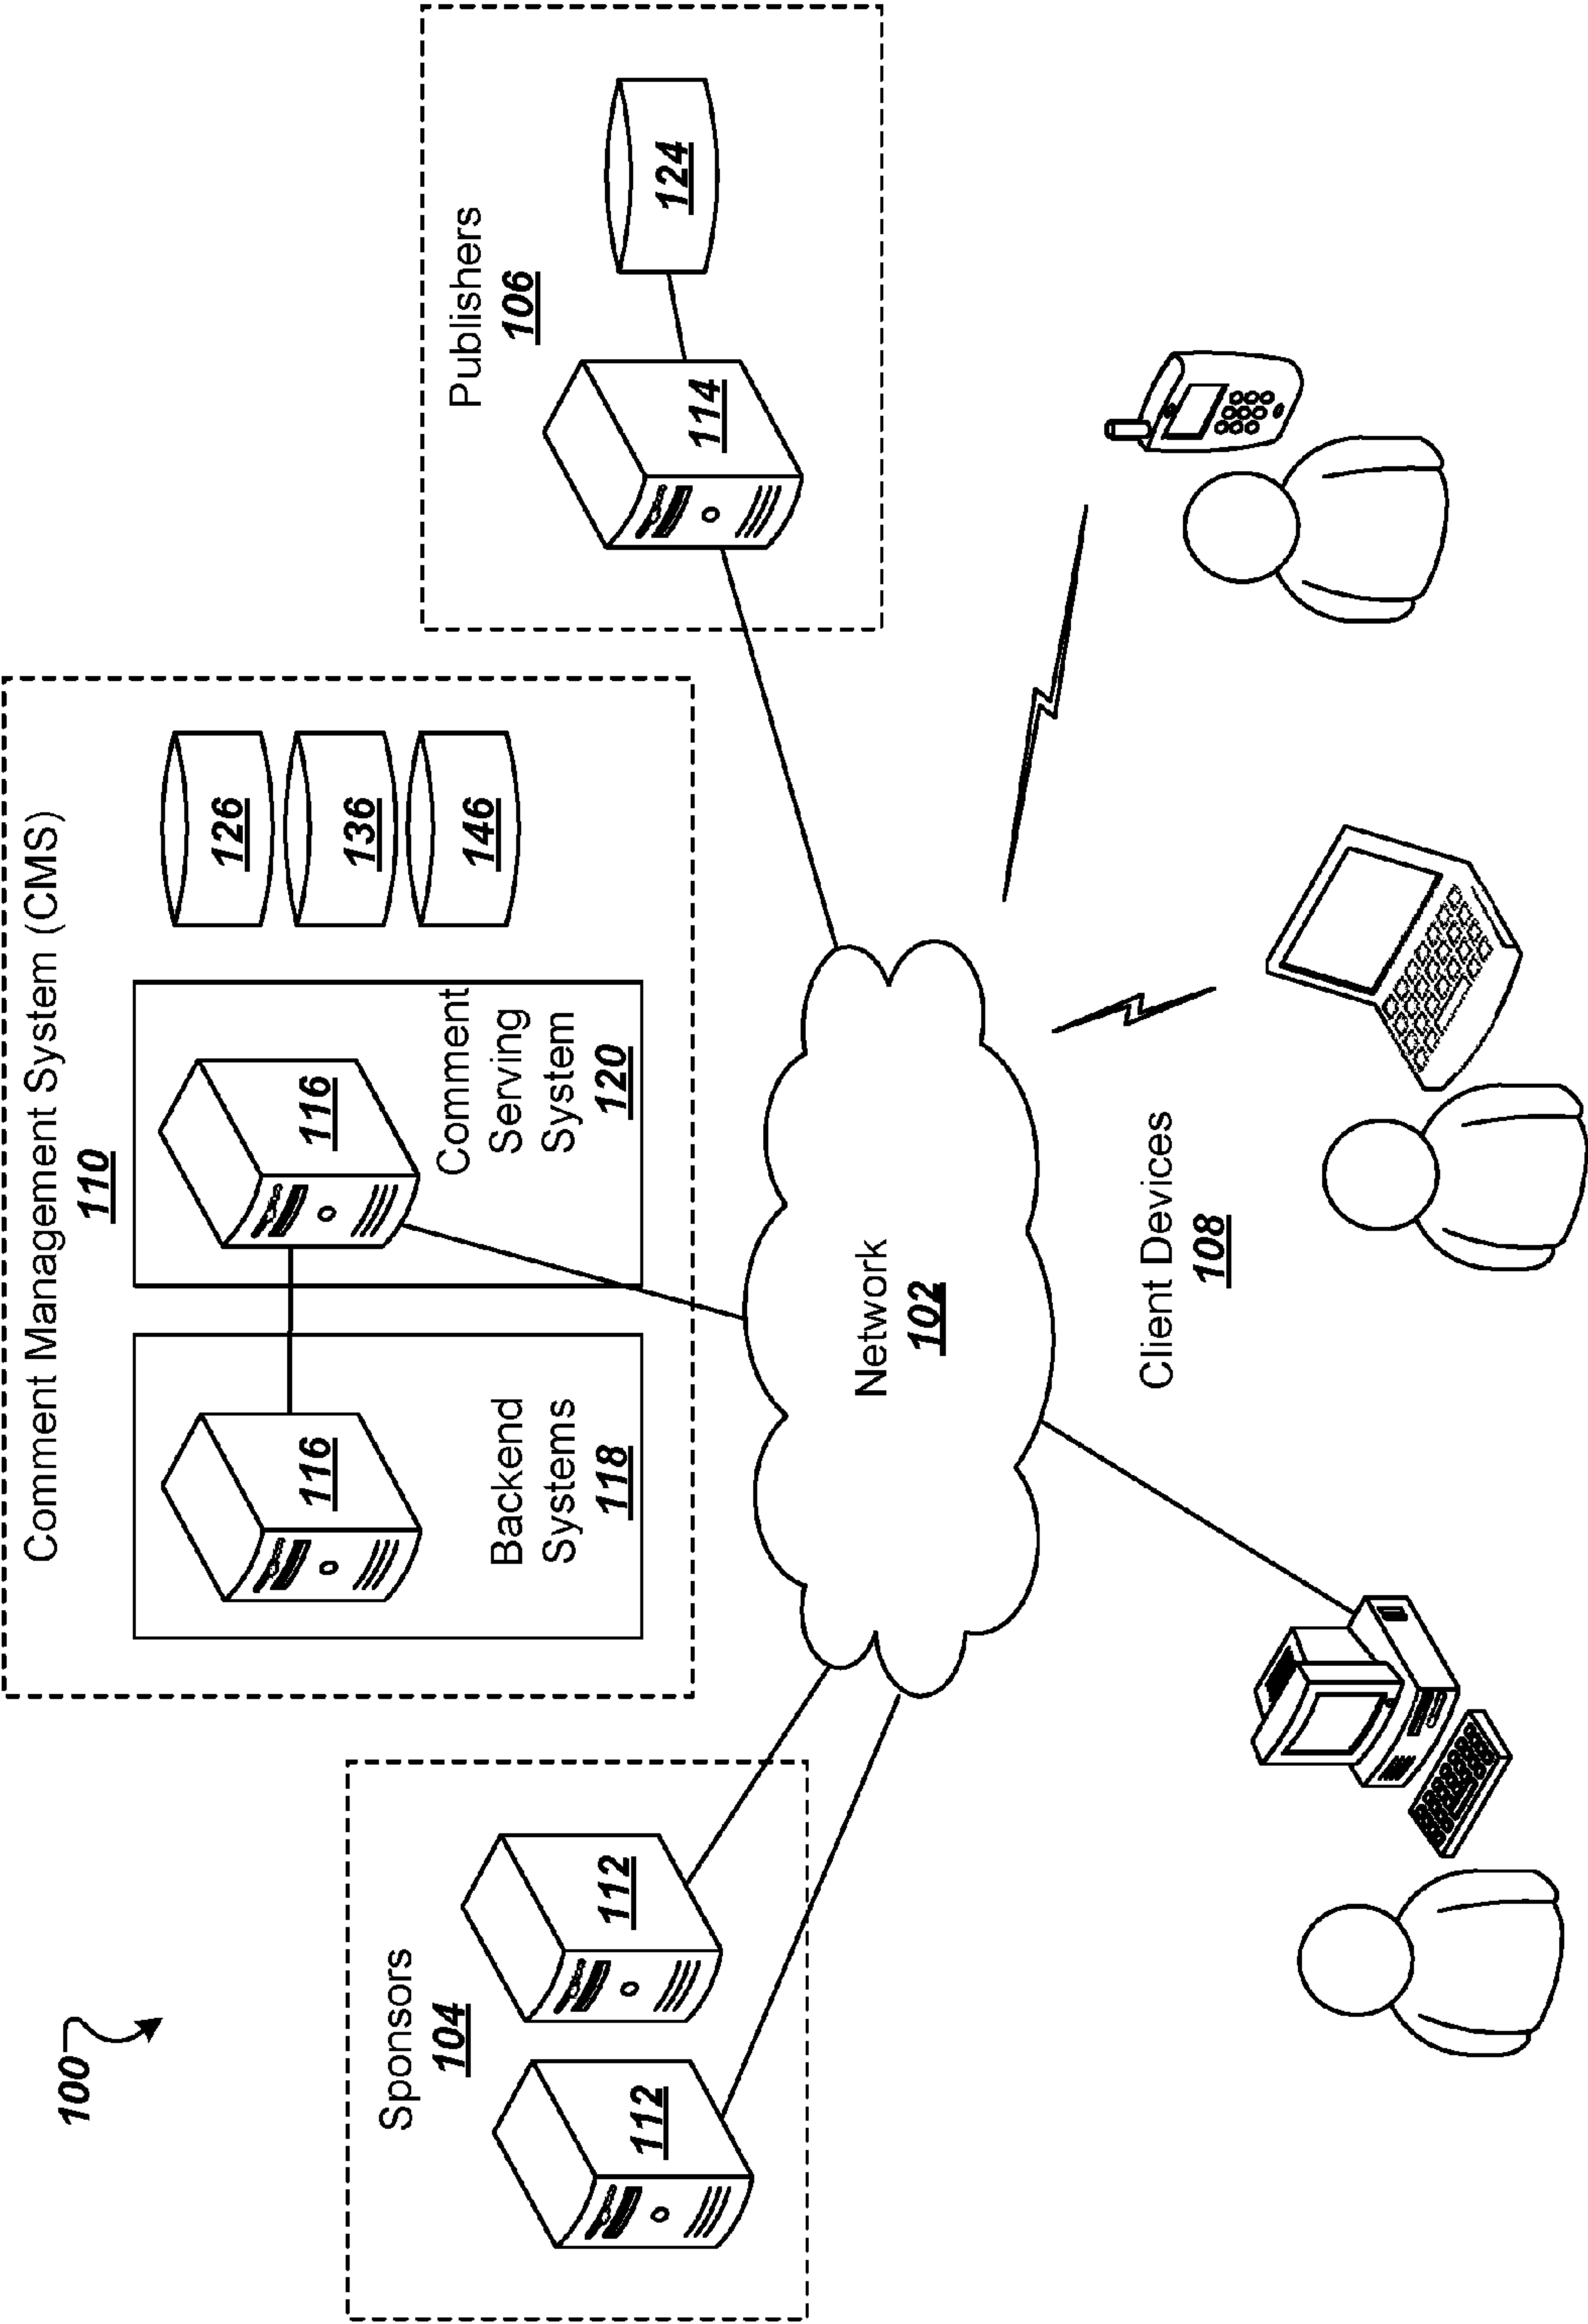 100
Comment Management System (CMS)
110
116
Backend
Systems
118
116
Comment
Serving
System
120
126
136
146
Sponsors
104
112
112
Publishers
106
114
124
Network
102
Client Devices
108